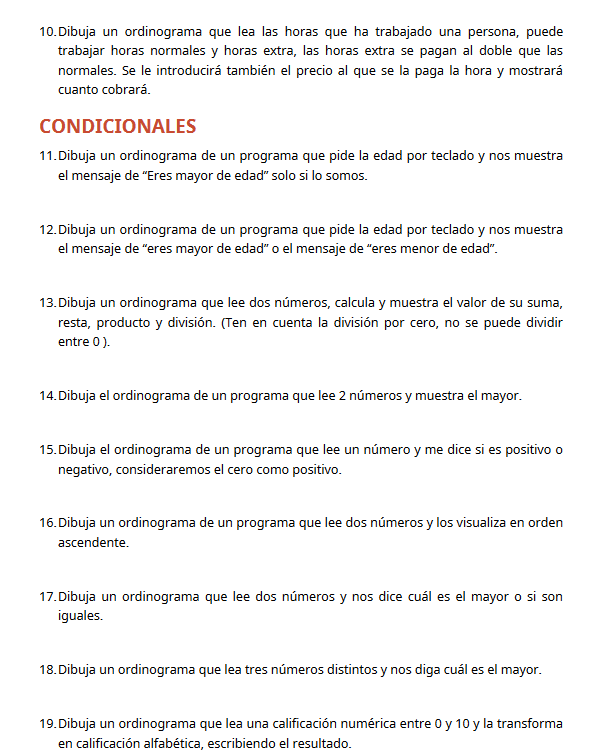 10. Dibuja un ordinograma que lea las horas que ha trabajado una persona, puede
trabajar horas normales y horas extra, las horas extra se pagan al doble que las
normales. Se le introducirá también el precio al que se la paga la hora y mostrará
cuanto cobrará.
CONDICIONALES
11. Dibuja un ordinograma de un programa que pide la edad por teclado y nos muestra
el mensaje de “Eres mayor de edad” solo si lo somos.
12. Dibuja un ordinograma de un programa que pide la edad por teclado y nos muestra
el mensaje de “eres mayor de edad” o el mensaje de “eres menor de edad”.
13. Dibuja un ordinograma que lee dos números, calcula y muestra el valor de su suma,
resta, producto y división. (Ten en cuenta la división por cero, no se puede dividir
entre 0 ).
14. Dibuja el ordinograma de un programa que lee 2 números y muestra el mayor.
15. Dibuja el ordinograma de un programa que lee un número y me dice si es positivo o
negativo, consideraremos el cero como positivo.
16. Dibuja un ordinograma de un programa que lee dos números y los visualiza en orden
ascendente.
17. Dibuja un ordinograma que lee dos números y nos dice cuál es el mayor o si son
iguales.
18. Dibuja un ordinograma que lea tres números distintos y nos diga cuál es el mayor.
19. Dibuja un ordinograma que lea una calificación numérica entre 0 y 10 y la transforma
en calificación alfabética, escribiendo el resultado.